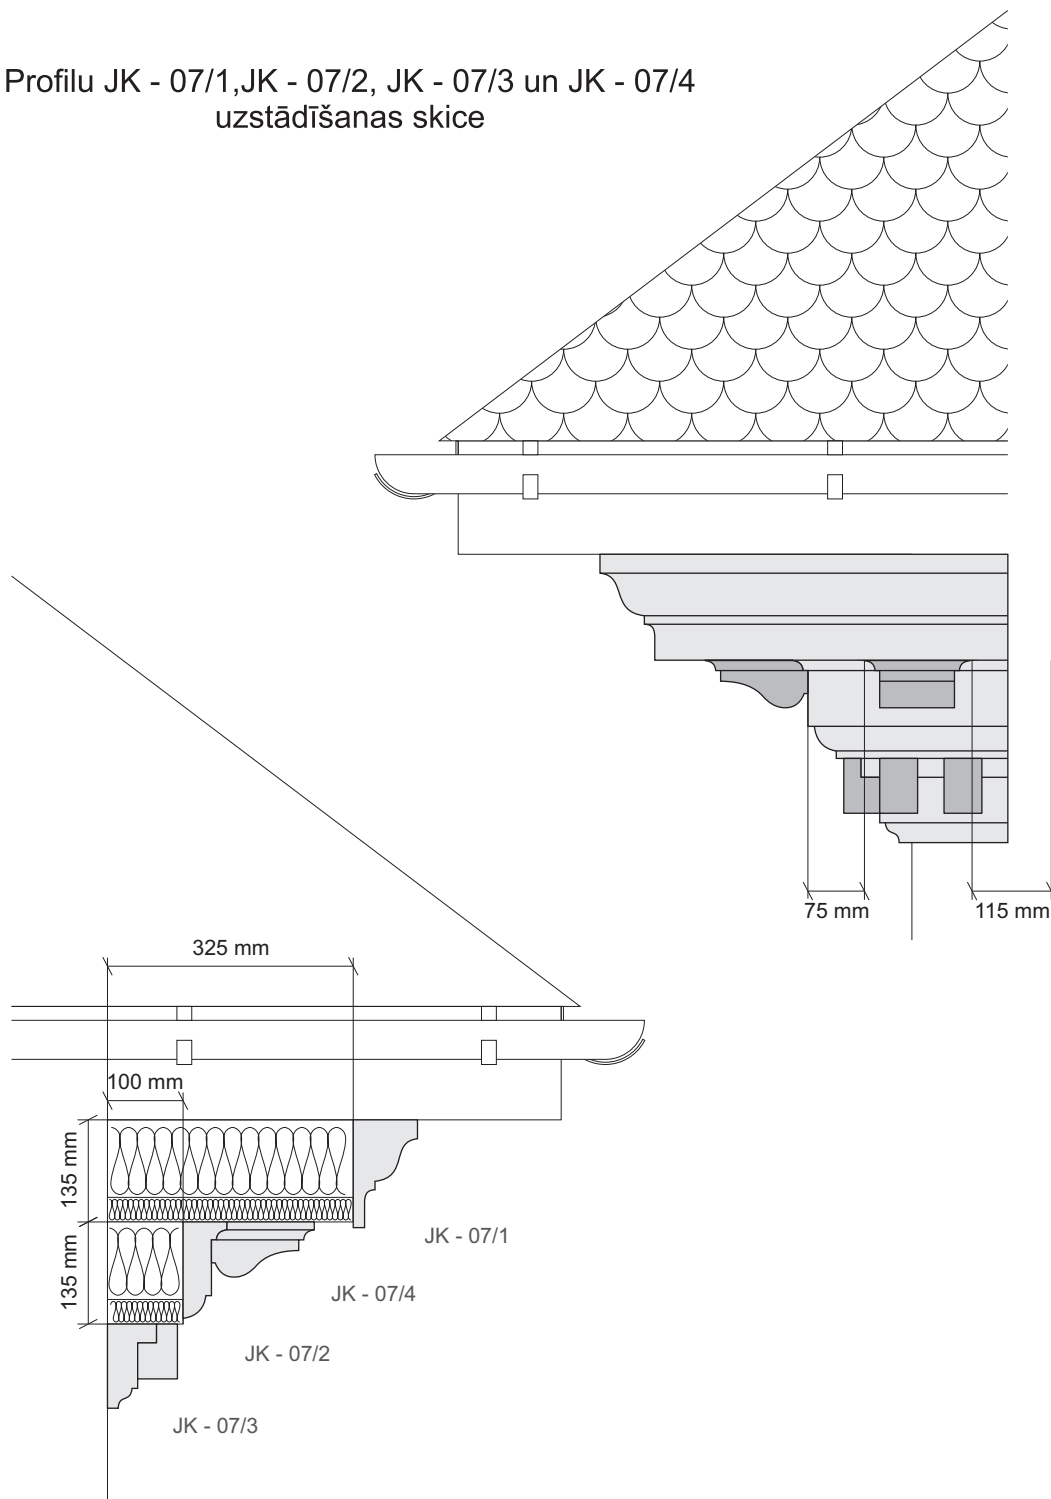 Profilu JK - 07/1,JK - 07/2, JK - 07/3 un JK - 07/4
uzstādīšanas skice
75 mm
115 mm
325 mm
100 mm
135 mm
135 mm
JK - 07/1
JK - 07/4
JK - 07/2
JK - 07/3